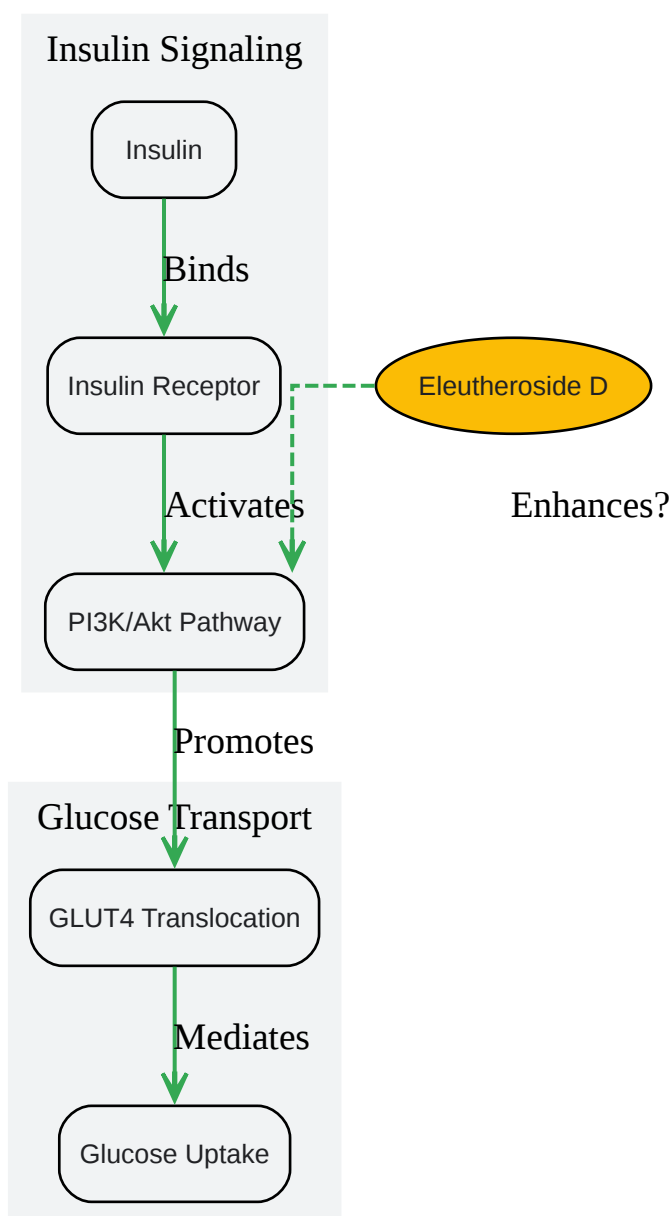 Insulin Signaling
Insulin
Binds
Insulin Receptor
Eleutheroside D
Activates
Enhances?
PI3K/Akt Pathway
Promotes
Glucose Transport
GLUT4 Translocation
Mediates
Glucose Uptake